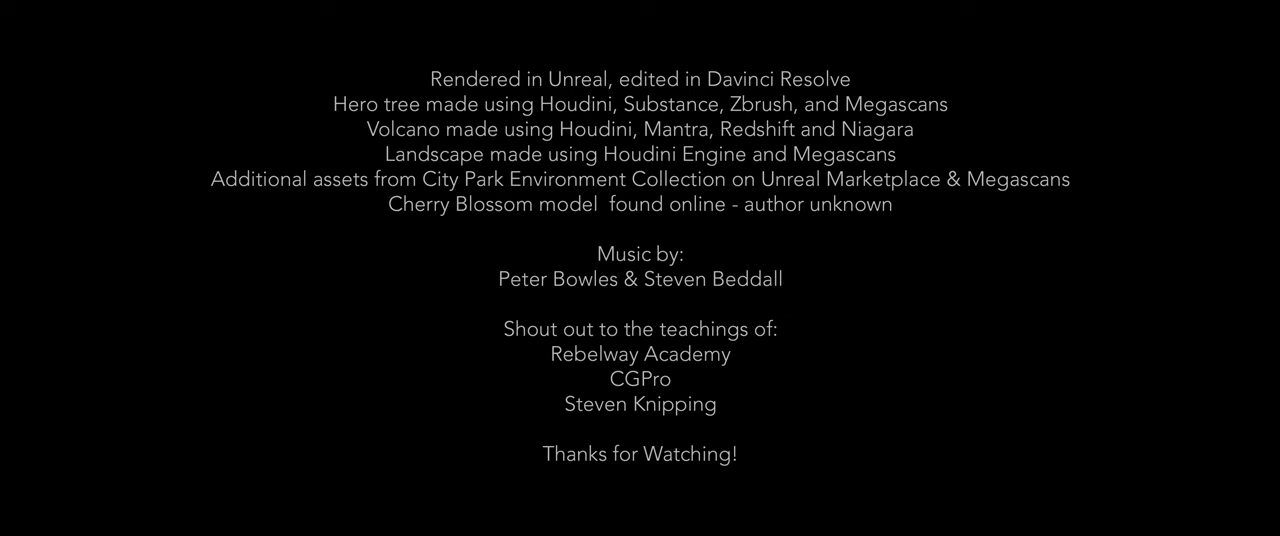 Rendered in Unreal, edited in Davinci Resolve
Hero tree made using Houdini, Substance, Zbrush, and Megascans
Volcano made using Houdini, Mantra, Redshift and Niagara
Landscape made using Houdini Engine and Megascans
Additional assets from City Park Environment Collection on Unreal Marketplace & Megascans
Cherry Blossom model  found online - author unknown
Music by:
Peter Bowles & Steven Beddall
Shout out to the teachings of:
Rebelway Academy
CGPro
Steven Knipping
Thanks for Watching!